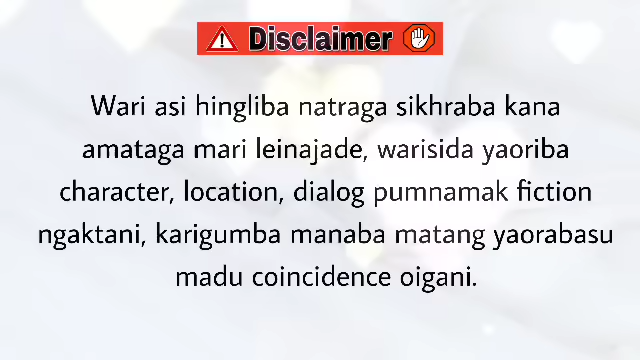 Disclaimer
Wari asi hingliba natraga sikhraba kana
amataga mari leinajade, warisida yaoriba
character, location, dialog pumnamak fiction
ngaktani, karigumba manaba matang yaorabasu
madu coincidence oigani.